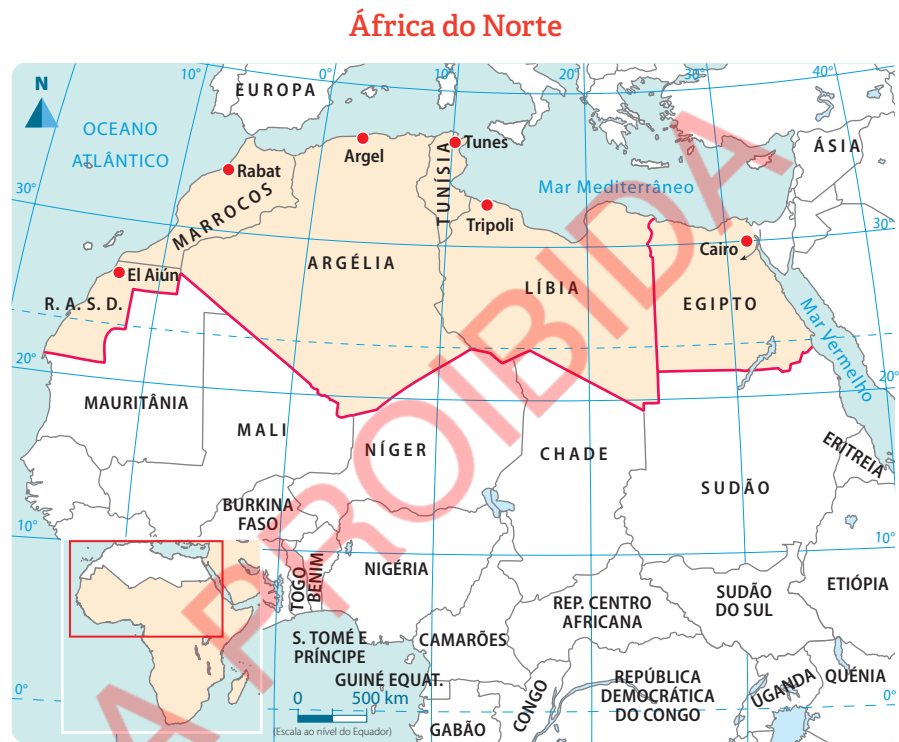 África do Norte
10°
0°
10°
20°
30°
40°
N
EUROPA
OCEANO
ATLÂNTICO
ÁSIA
Argel
Tunes
TUNÍSIA
Rabat
MARROCOS
Mar Mediterrâneo
30°
30°
Tripoli
Cairo
El Aiún
ARGÉLIA
LÍBIA
EGIPTO
R. A. S. D.
Mar Vermelho
20°
20°
MAURITÂNIA
MALI
NÍGER
CHADE
SUDÃO
ERITREIA
BURKINA
FASO
10°
10°
TOGO
BENIM
NIGÉRIA
ETIÓPIA
SUDÃO
DO SUL
REP. CENTRO
AFRICANA
CAMARÕES
S. TOMÉ E
PRÍNCIPE
GUINÉ EQUAT.
GABÃO
CONGO
REPÚBLICA
DEMOCRÁTICA
DO CONGO
UGANDA
QUÉNIA
0°
0°
0 500 km
(Escala ao nível do Equador)
A PROIBIDA